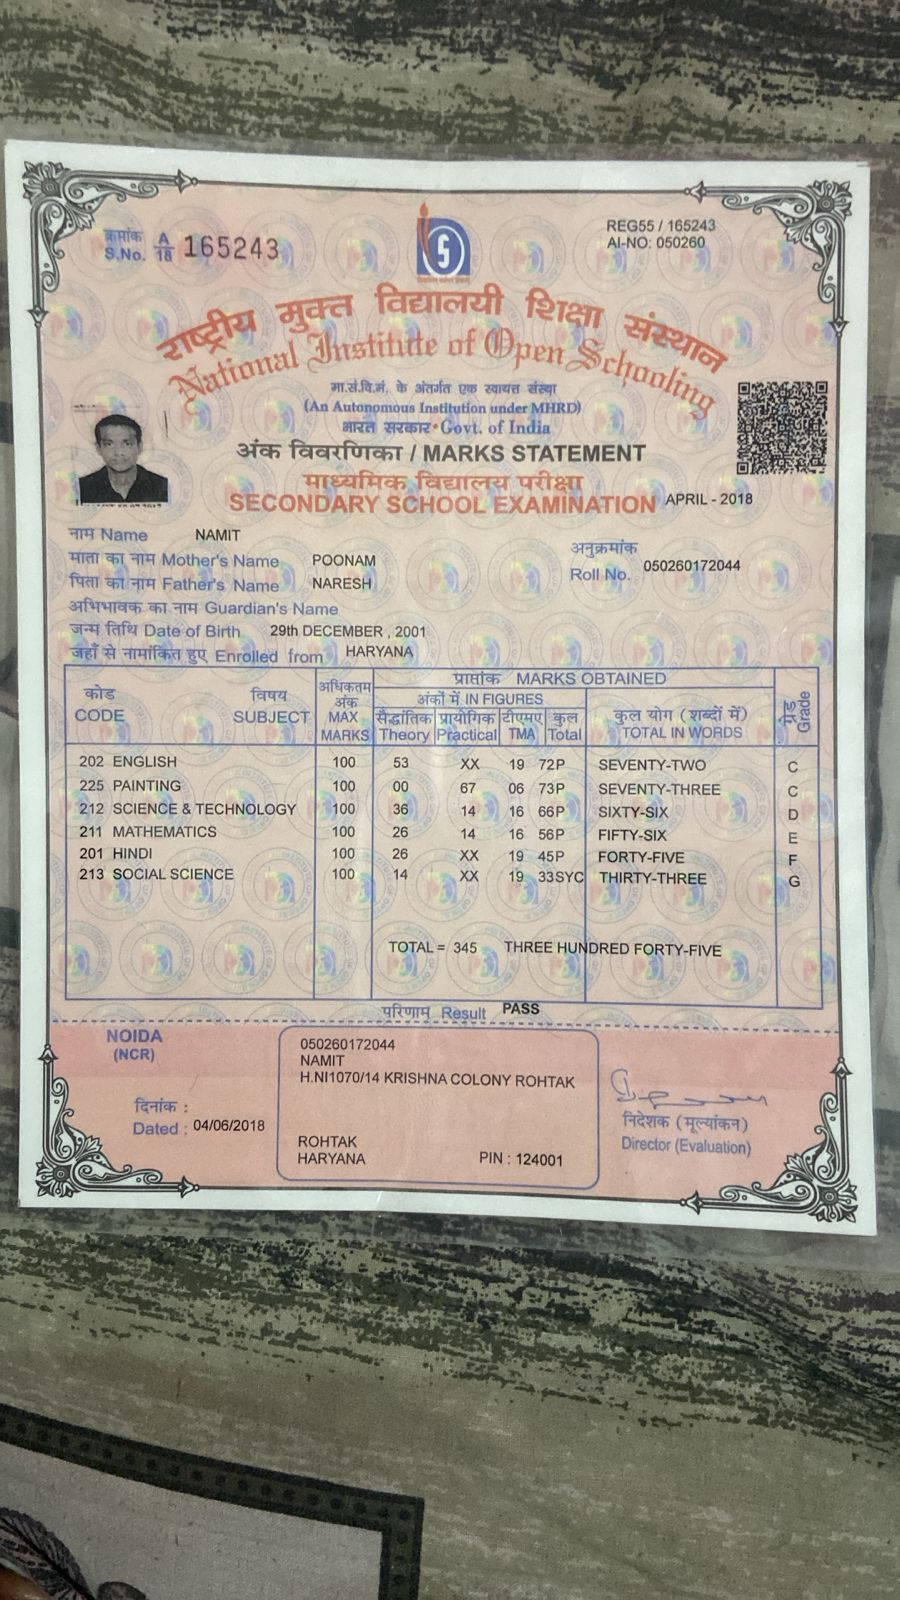 क्रमांक
S.No. A/18 165243
REG55 / 165243
AI-NO: 050260
राष्ट्रीय मुक्त विद्यालयी शिक्षा संस्थान
National Institute of Open Schooling
मा.सं.वि.मं. के अंतर्गत एक स्वायत्त संस्था
(An Autonomous Institution under MHRD)
भारत सरकार • Govt. of India
अंक विवरणिका / MARKS STATEMENT
माध्यमिक विद्यालय परीक्षा
SECONDARY SCHOOL EXAMINATION APRIL - 2018
नाम Name NAMIT
माता का नाम Mother's Name POONAM
पिता का नाम Father's Name NARESH
अनुक्रमांक
Roll No. 050260172044
अभिभावक का नाम Guardian's Name
जन्म तिथि Date of Birth 29th DECEMBER , 2001
जहाँ से नामांकित हुए Enrolled from HARYANA
कोड CODE
विषय SUBJECT
अधिकतम अंक MAX MARKS
प्राप्तांक MARKS OBTAINED
अंकों में IN FIGURES
सैद्धांतिक Theory
प्रायोगिक Practical
टीएमए TMA
कुल Total
कुल योग (शब्दों में) TOTAL IN WORDS
ग्रेड Grade
202 ENGLISH 100 53 XX 19 72P SEVENTY-TWO C
225 PAINTING 100 00 67 06 73P SEVENTY-THREE C
212 SCIENCE & TECHNOLOGY 100 36 14 16 66P SIXTY-SIX D
211 MATHEMATICS 100 26 14 16 56P FIFTY-SIX E
201 HINDI 100 26 XX 19 45P FORTY-FIVE F
213 SOCIAL SCIENCE 100 14 XX 19 33SYC THIRTY-THREE G
TOTAL = 345 THREE HUNDRED FORTY-FIVE
परिणाम Result PASS
NOIDA
(NCR)
दिनांक :
Dated : 04/06/2018
050260172044
NAMIT
H.NI1070/14 KRISHNA COLONY ROHTAK
ROHTAK
HARYANA PIN : 124001
निदेशक (मूल्यांकन)
Director (Evaluation)